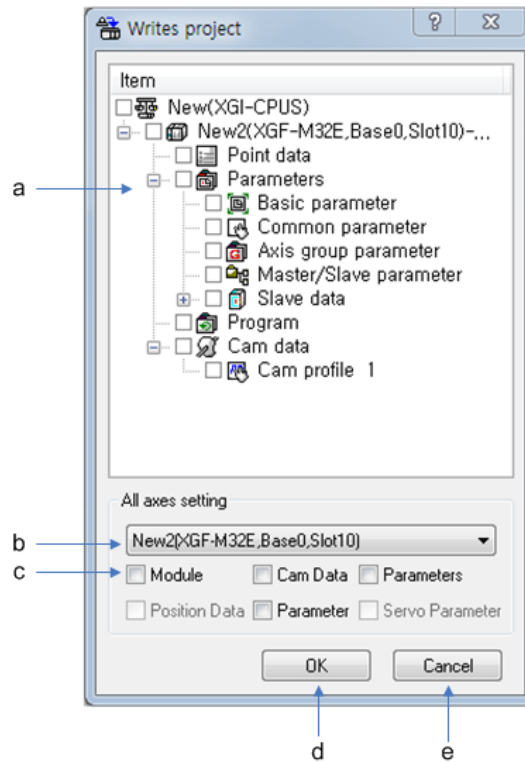 Writes project
Item
New(XGI-CPUS)
New2(XGF-M32E,Base0,Slot10)-...
Point data
a
Parameters
Basic parameter
Common parameter
Axis group parameter
Master/Slave parameter
Slave data
Program
Cam data
Cam profile 1
All axes setting
b
New2(XGF-M32E,Base0,Slot10)
c
Module Cam Data Parameters
Position Data Parameter Servo Parameter
OK Cancel
d e